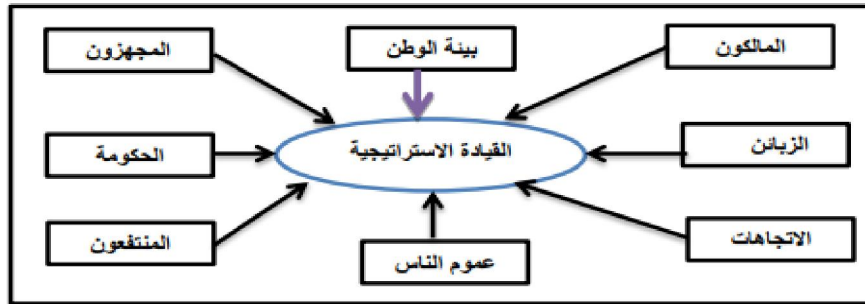 المالكون
بيئة الوطن
المجهزون
الزبائن
القيادة الاستراتيجية
الحكومة
الاتجاهات
عموم الناس
المنتفعون